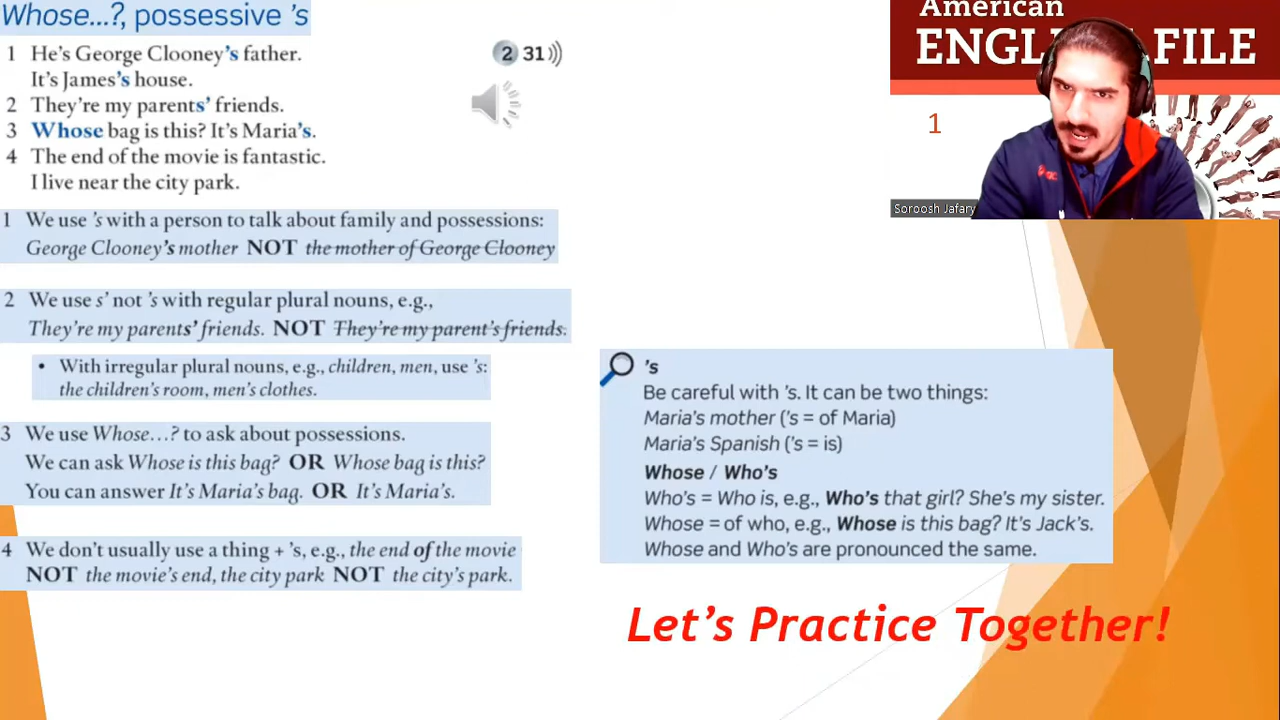 Whose...?, possessive 's
1 He's George Clooney's father.
It's James's house.
2 They're my parents' friends.
3 Whose bag is this? It's Maria's.
4 The end of the movie is fantastic.
I live near the city park.
2 31
1 We use 's with a person to talk about family and possessions:
George Clooney's mother NOT the mother of George Clooney
2 We use s' not 's with regular plural nouns, e.g.,
They're my parents' friends. NOT They're my parent's friends.
• With irregular plural nouns, e.g., children, men, use 's:
the children's room, men's clothes.
3 We use Whose...? to ask about possessions.
We can ask Whose is this bag? OR Whose bag is this?
You can answer It's Maria's bag. OR It's Maria's.
4 We don't usually use a thing + 's, e.g., the end of the movie
NOT the movie's end, the city park NOT the city's park.
American
ENGL FILE
1
Soroosh Jafary
's
Be careful with 's. It can be two things:
Maria's mother ('s = of Maria)
Maria's Spanish ('s = is)
Whose / Who's
Who's = Who is, e.g., Who's that girl? She's my sister.
Whose = of who, e.g., Whose is this bag? It's Jack's.
Whose and Who's are pronounced the same.
Let's Practice Together!